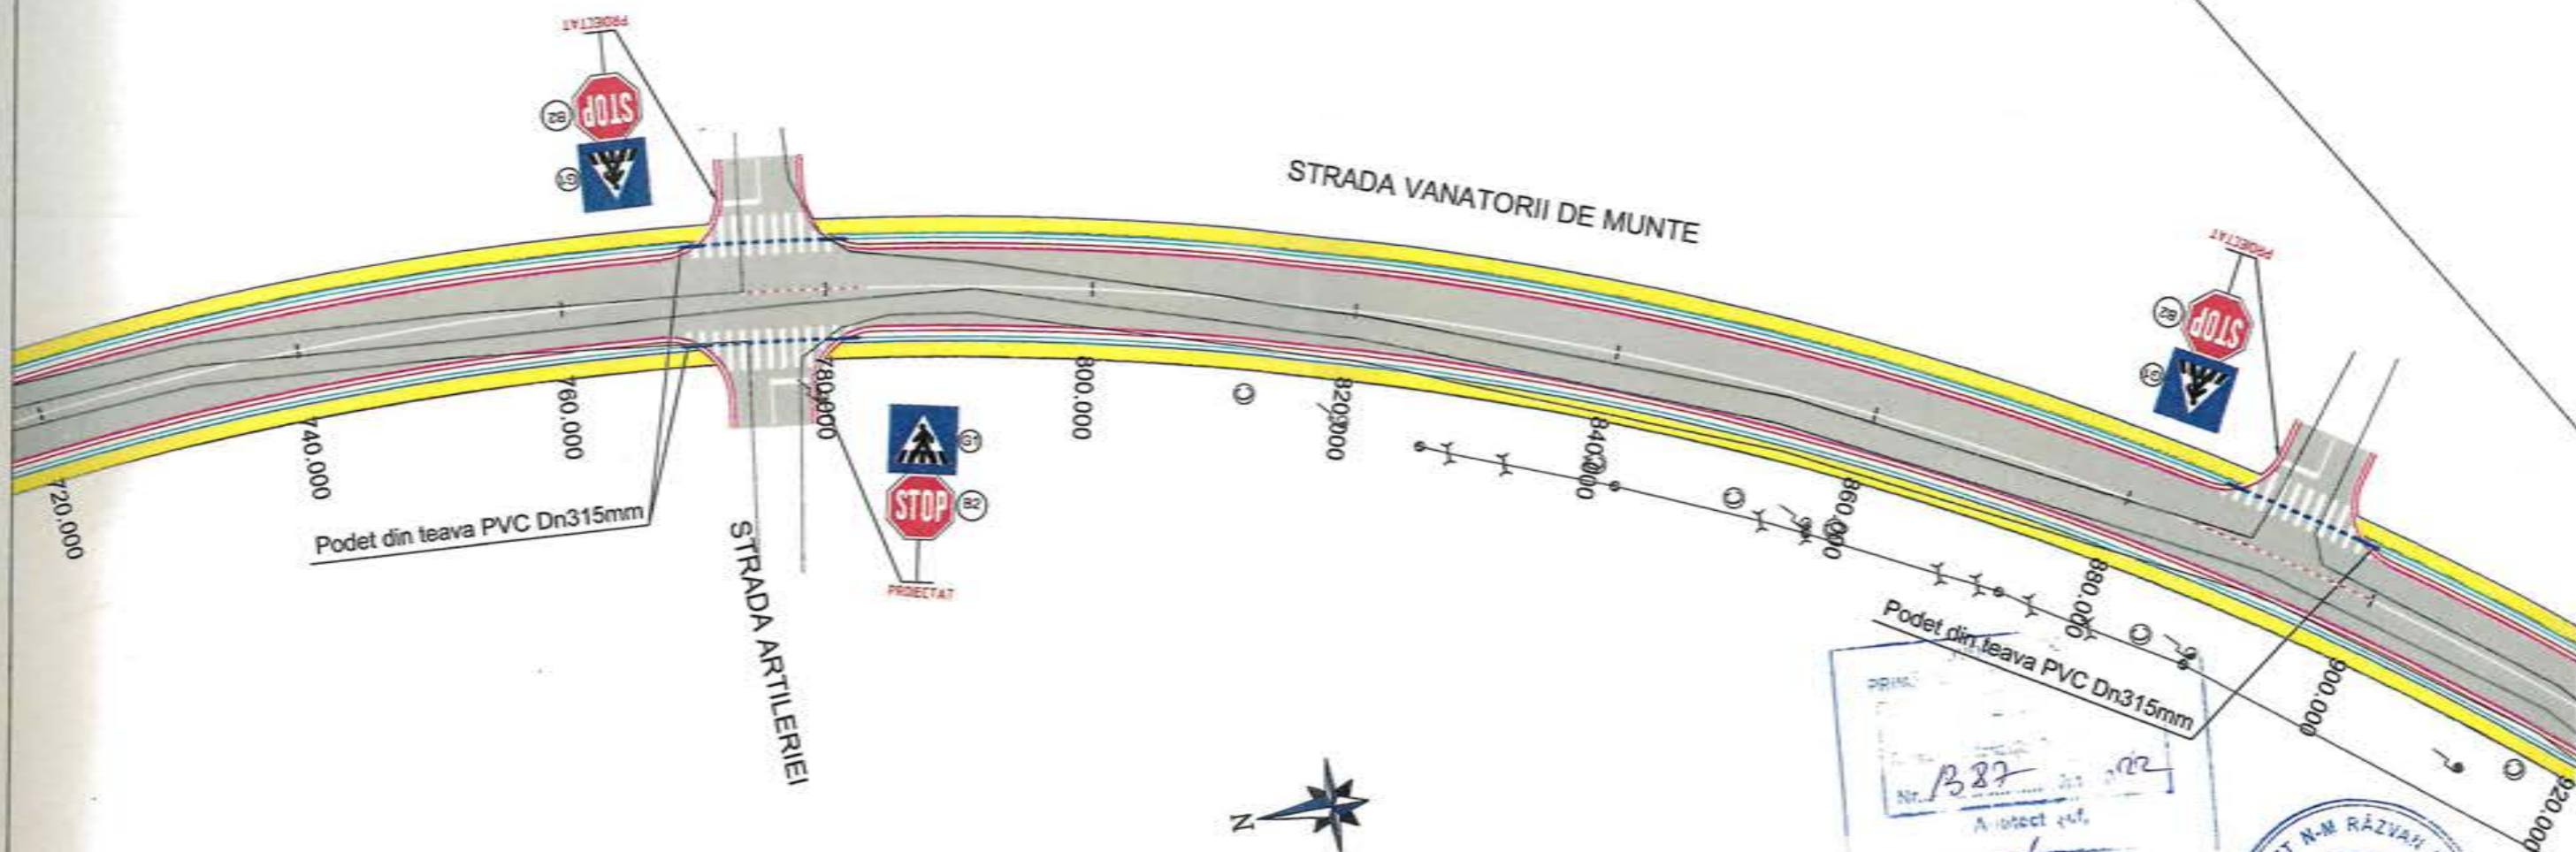 PROIECTAT
STOP
B2
G1
STRADA VANATORII DE MUNTE
PROIECTAT
STOP
B2
G1
720.000
740.000
760.000
780.000
800.000
820.000
840.000
860.000
880.000
900.000
920.000
G1
STOP
B2
PROIECTAT
Podet din teava PVC Dn315mm
STRADA ARTILERIEI
Podet din teava PVC Dn315mm
N
Nr. 1387
N-M RĂZVAN